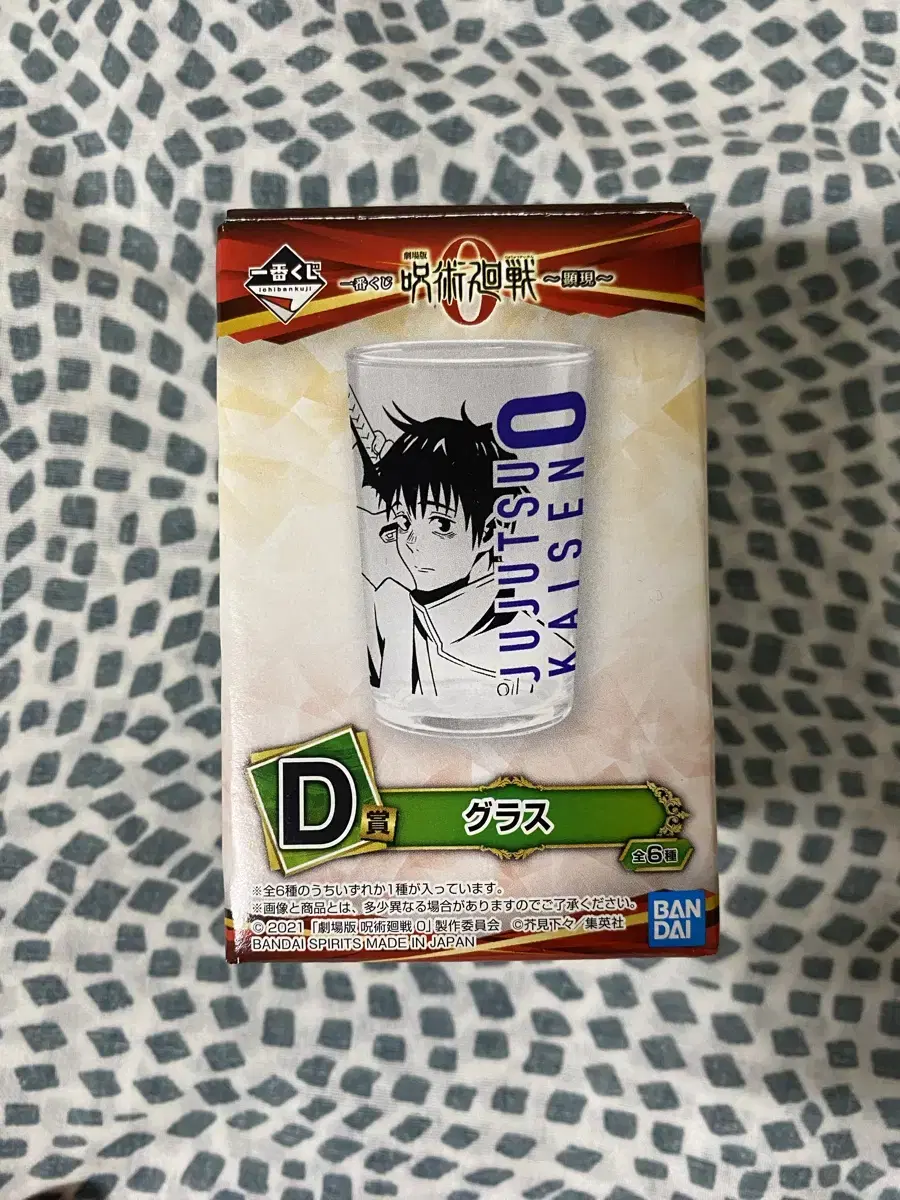 一番くじ
ichibankuji
劇場版
一番くじ 呪術廻戦 0 ～顕現～
JUJUTSU 0
KAISEN
D賞
グラス
全6種
※全6種のうちいずれか1種が入っています。
※画像と商品とは、多少異なる場合がありますのでご了承ください。
© 2021 「劇場版 呪術廻戦 0」製作委員会 ©芥見下々／集英社
BANDAI SPIRITS MADE IN JAPAN
BAN
DAI